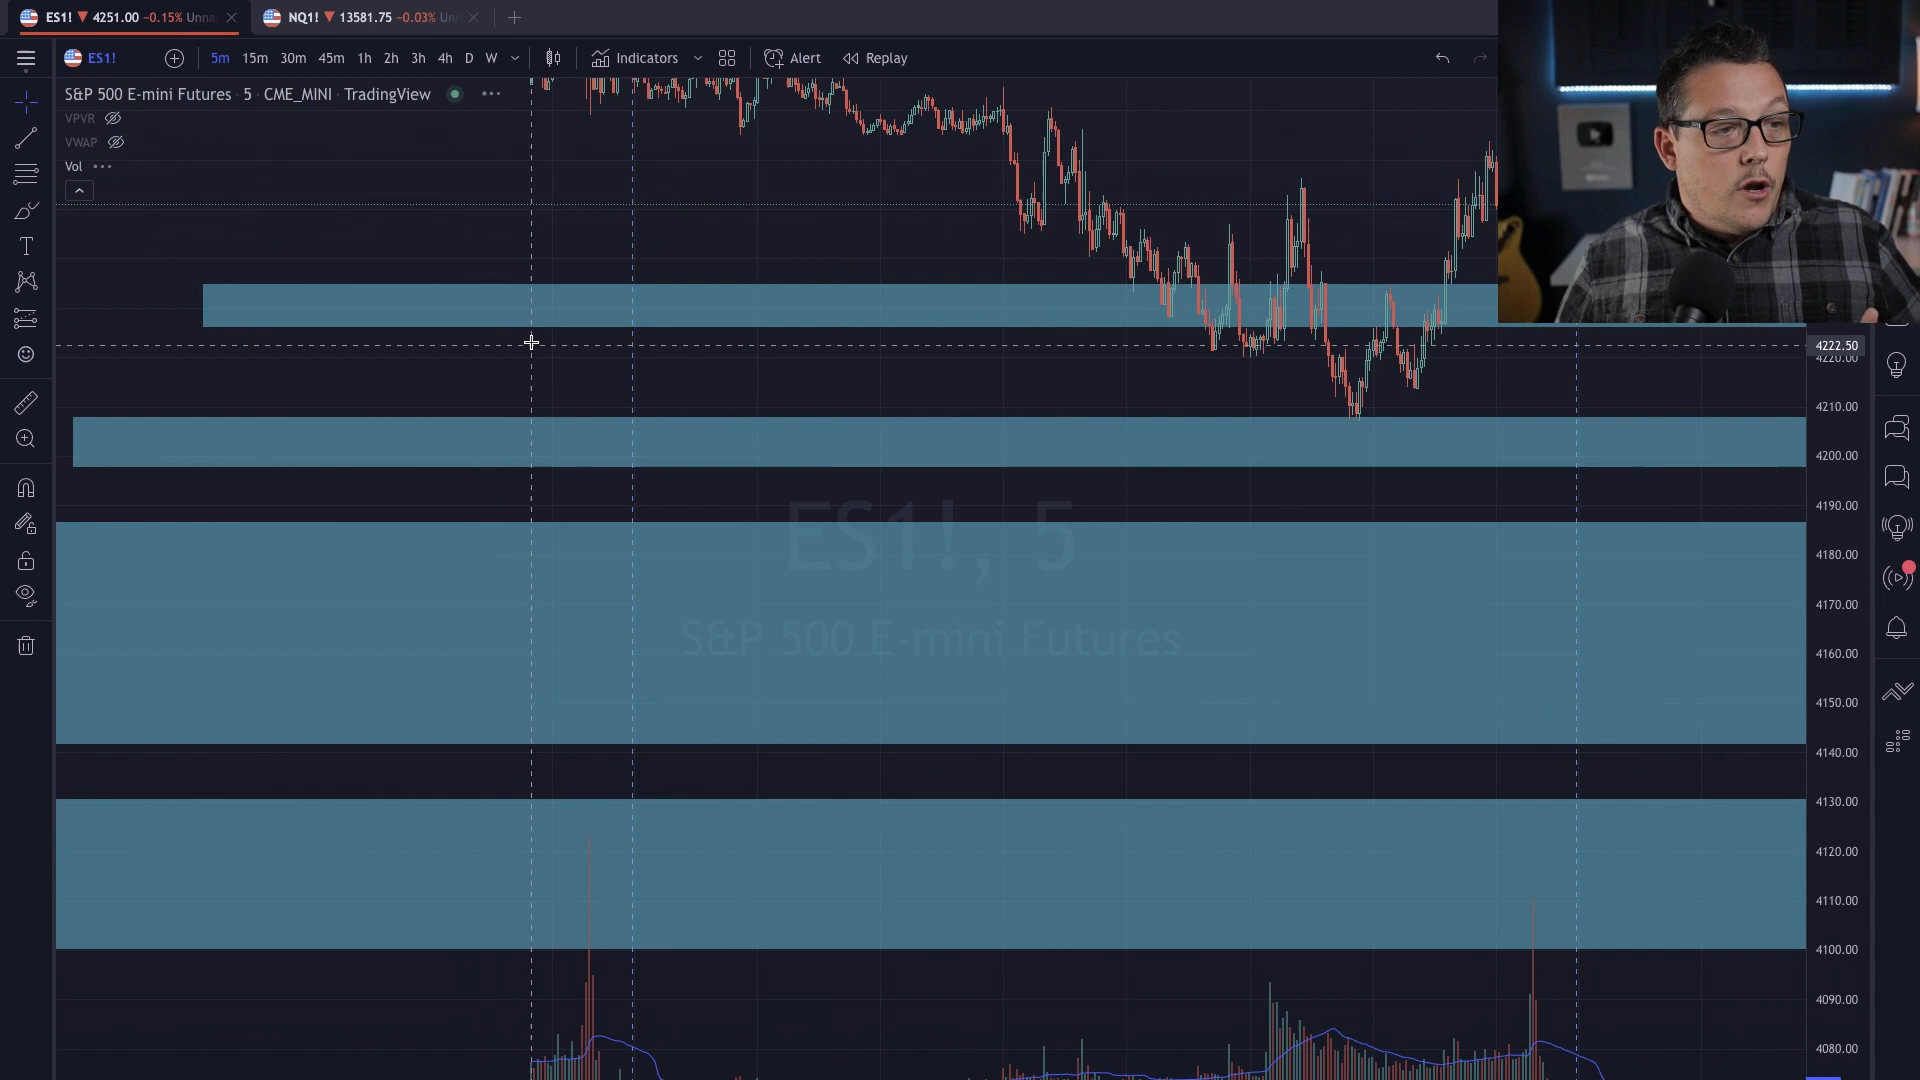 ES1! ▼ 4251.00 −0.15% Unna
NQ1! ▼ 13581.75 −0.03% Un
ES1! 5m 15m 30m 45m 1h 2h 3h 4h D W Indicators Alert Replay
S&P 500 E-mini Futures · 5 · CME_MINI · TradingView
VPVR
VWAP
Vol
4222.50
4220.00
4210.00
4200.00
4190.00
ES1!, 5
4180.00
4170.00
4160.00
S&P 500 E-mini Futures
4150.00
4140.00
4130.00
4120.00
4110.00
4100.00
4090.00
4080.00